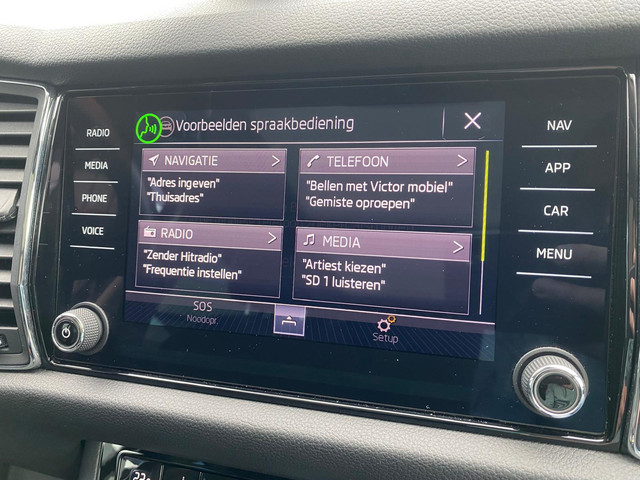 RADIO
MEDIA
PHONE
VOICE
Voorbeelden spraakbediening
NAVIGATIE
"Adres ingeven"
"Thuisadres"
TELEFOON
"Bellen met Victor mobiel"
"Gemiste oproepen"
RADIO
"Zender Hitradio"
"Frequentie instellen"
MEDIA
"Artiest kiezen"
"SD 1 luisteren"
SOS
Noodopr.
Setup
NAV
APP
CAR
MENU